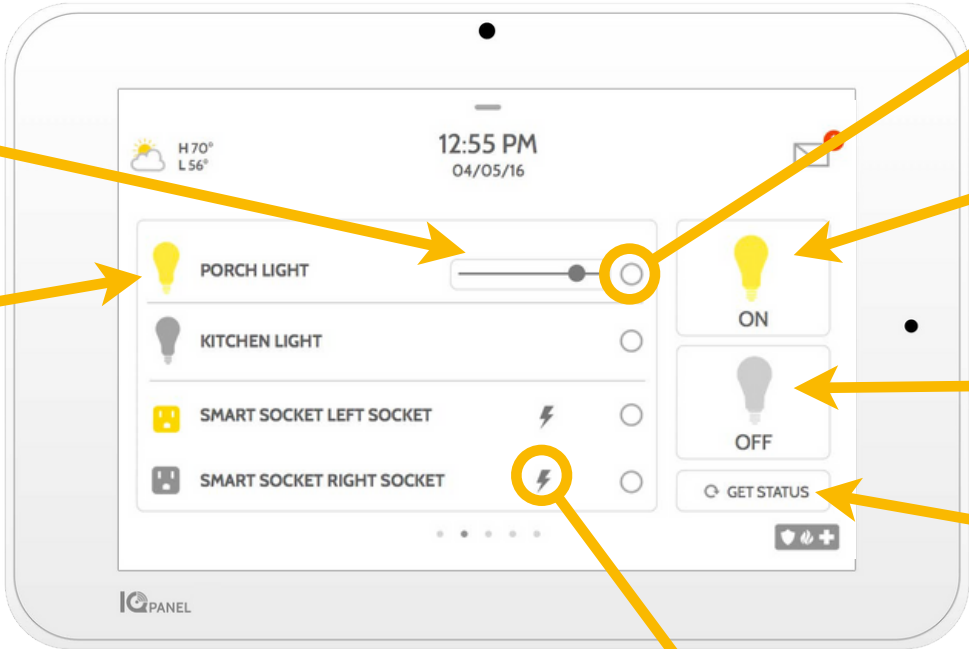 H 70°
L 56°
12:55 PM
04/05/16
PORCH LIGHT
KITCHEN LIGHT
SMART SOCKET LEFT SOCKET
SMART SOCKET RIGHT SOCKET
ON
OFF
GET STATUS
IQ PANEL